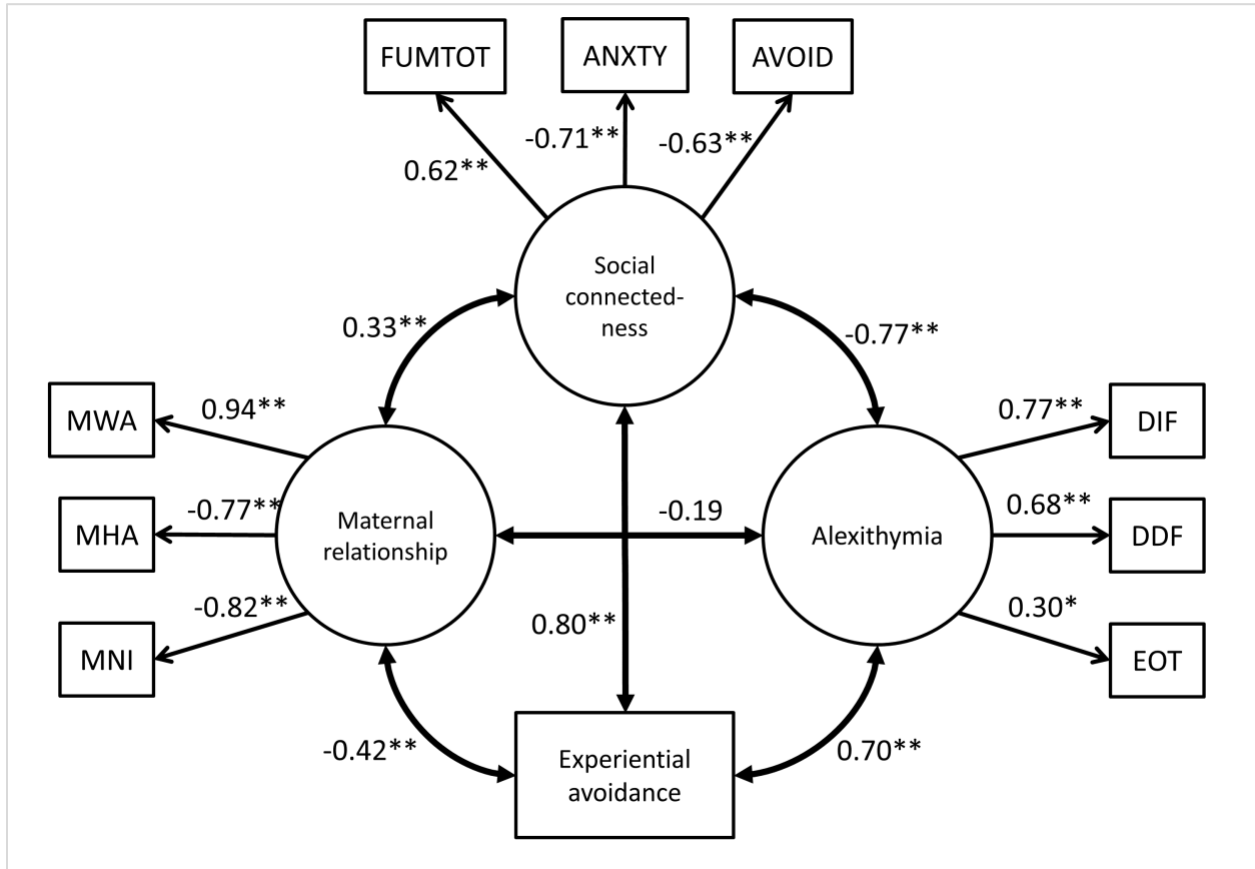 FUMTOT
ANXTY
AVOID
0.62**
-0.71**
-0.63**
Social
connected-
ness
0.33**
-0.77**
MWA
0.94**
MHA
-0.77**
MNI
-0.82**
Maternal
relationship
-0.19
0.80**
Alexithymia
0.77**
DIF
0.68**
DDF
0.30*
EOT
-0.42**
0.70**
Experiential
avoidance